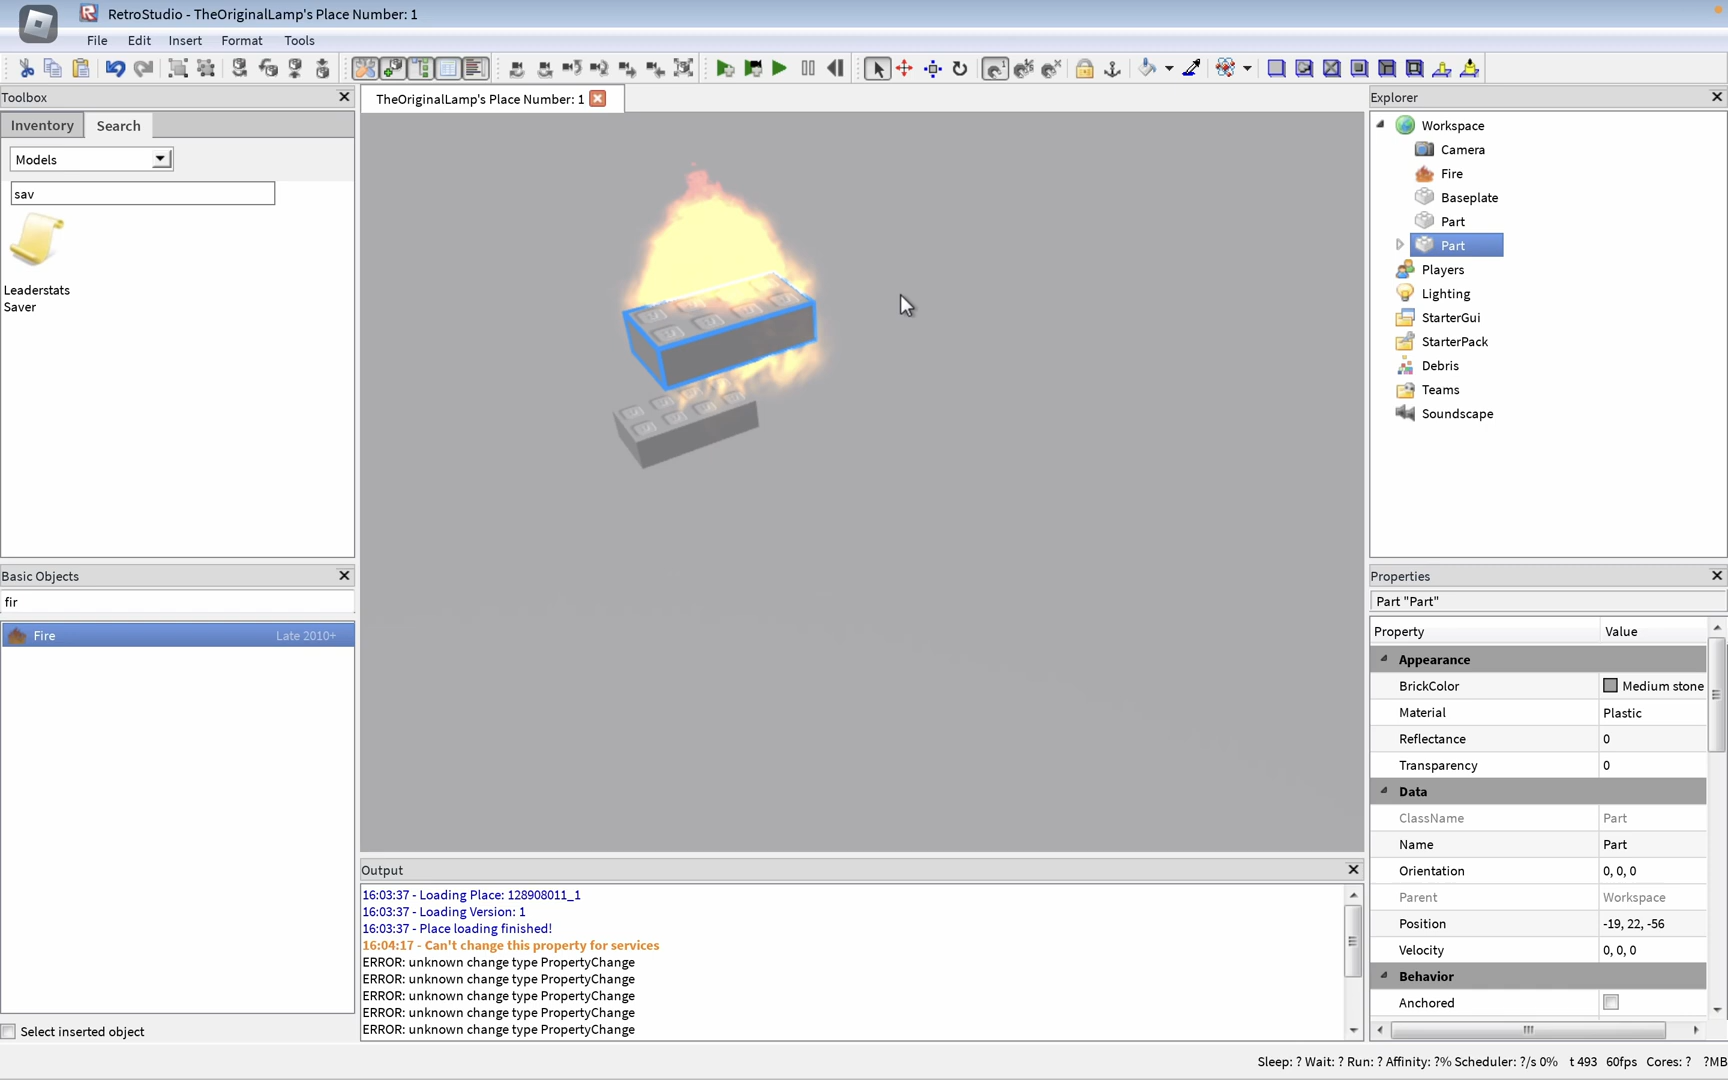 RetroStudio - TheOriginalLamp's Place Number: 1
File Edit Insert Format Tools
Toolbox
Inventory Search
Models
sav
Leaderstats
Saver
Basic Objects
fir
Fire Late 2010+
Select inserted object
TheOriginalLamp's Place Number: 1
Output
16:03:37 - Loading Place: 128908011_1
16:03:37 - Loading Version: 1
16:03:37 - Place loading finished!
16:04:17 - Can't change this property for services
ERROR: unknown change type PropertyChange
ERROR: unknown change type PropertyChange
ERROR: unknown change type PropertyChange
ERROR: unknown change type PropertyChange
ERROR: unknown change type PropertyChange
Explorer
Workspace
Camera
Fire
Baseplate
Part
Part
Players
Lighting
StarterGui
StarterPack
Debris
Teams
Soundscape
Properties
Part "Part"
Property Value
Appearance
BrickColor Medium stone
Material Plastic
Reflectance 0
Transparency 0
Data
ClassName Part
Name Part
Orientation 0, 0, 0
Parent Workspace
Position -19, 22, -56
Velocity 0, 0, 0
Behavior
Anchored
Sleep: ? Wait: ? Run: ? Affinity: ?% Scheduler: ?/s 0% t 493 60fps Cores: ? ?MB